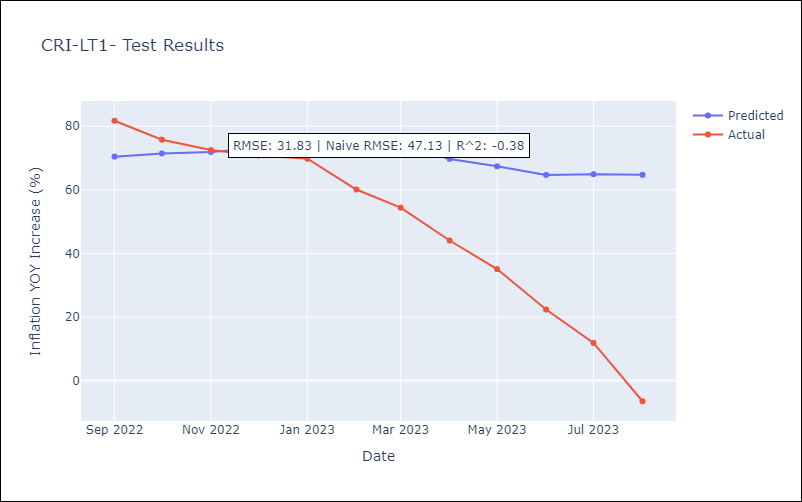 CRI-LT1- Test Results
RMSE: 31.83 | Naive RMSE: 47.13 | R^2: -0.38
Predicted
Actual
Inflation YOY Increase (%)
80
60
40
20
0
Sep 2022 Nov 2022 Jan 2023 Mar 2023 May 2023 Jul 2023
Date